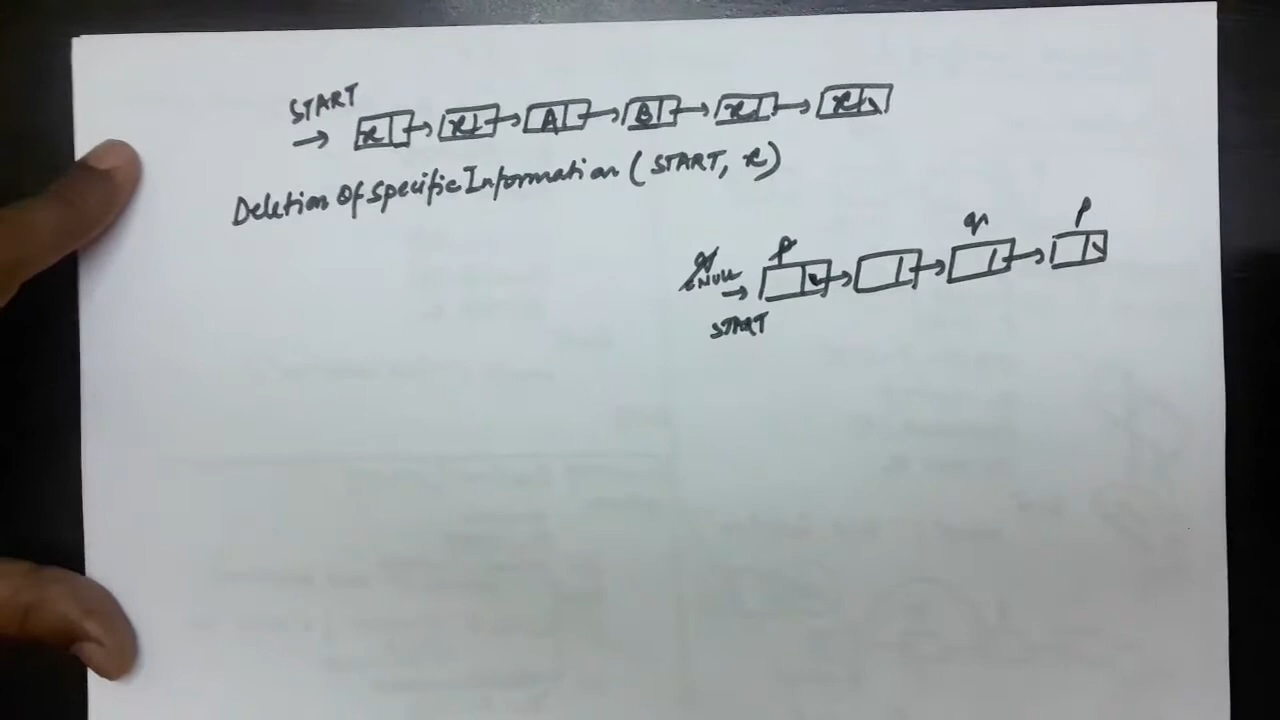 START
x x A B x x
Deletion Of Specific Information (START, x)
q p q p
=NULL
START